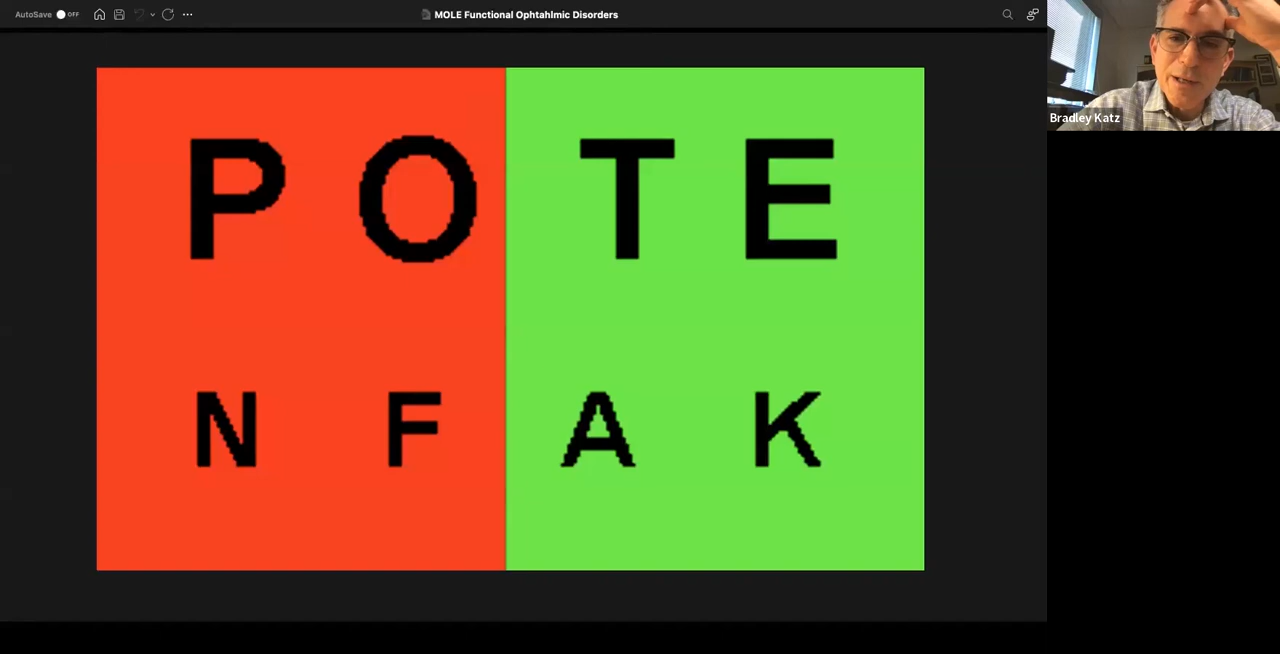 AutoSave OFF
MOLE Functional Ophtahlmic Disorders
Bradley Katz
P O T E
N F A K